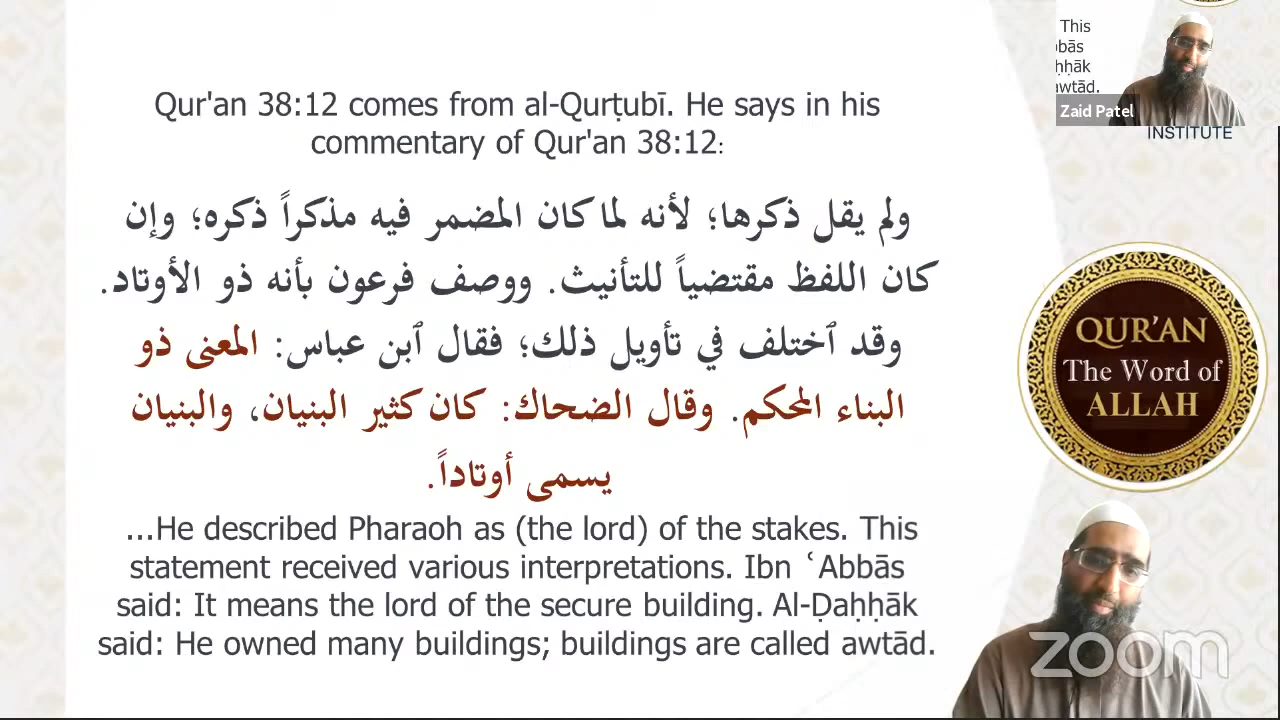 Qur'an 38:12 comes from al-Qurṭubī. He says in his
commentary of Qur'an 38:12:
ولم يقل ذكرها؛ لأنه لما كان المضمر فيه مذكراً ذكره؛ وإن
كان اللفظ مقتضياً للتأنيث. ووصف فرعون بأنه ذو الأوتاد.
وقد ٱختلف في تأويل ذلك؛ فقال ٱبن عباس: المعنى ذو
البناء المحكم. وقال الضحاك: كان كثير البنيان، والبنيان
يسمى أوتاداً.
...He described Pharaoh as (the lord) of the stakes. This
statement received various interpretations. Ibn ʿAbbās
said: It means the lord of the secure building. Al-Ḍaḥḥāk
said: He owned many buildings; buildings are called awtād.
This
bbās
ḥḥāk
awtād.
Zaid Patel
INSTITUTE
QUR'AN
The Word of
ALLAH
zoom